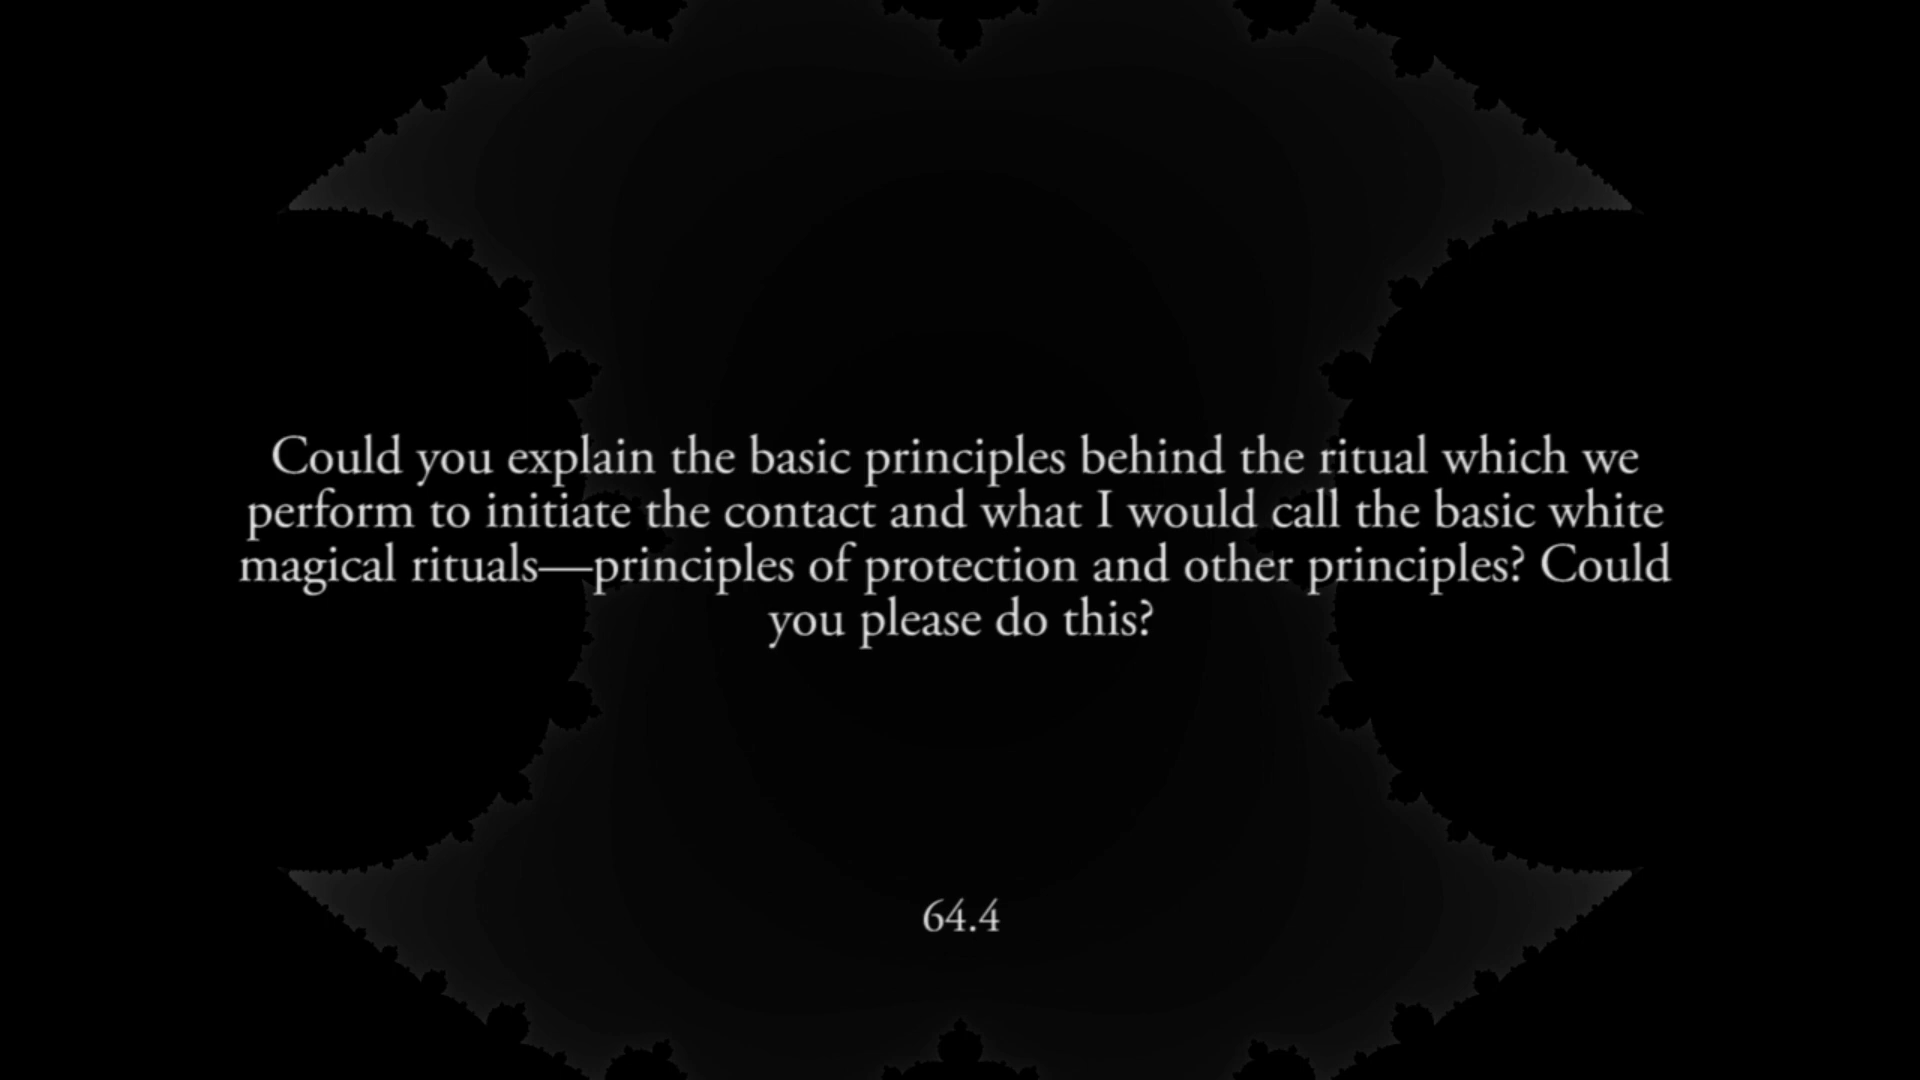 Could you explain the basic principles behind the ritual which we
perform to initiate the contact and what I would call the basic white
magical rituals—principles of protection and other principles? Could
you please do this?
64.4